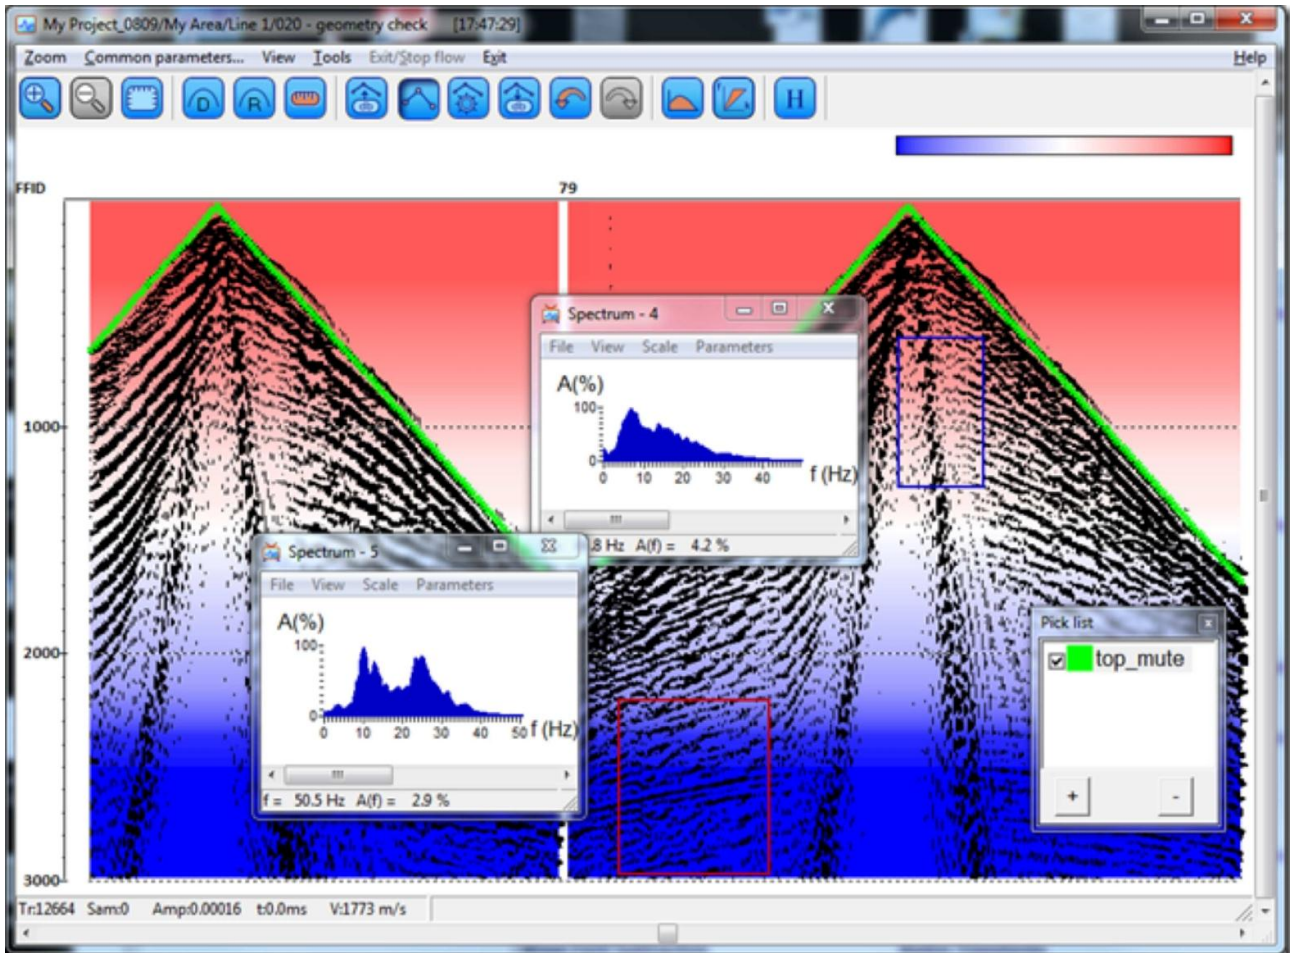 My Project_0809/My Area/Line 1/020 - geometry check [17:47:29]
Zoom Common parameters... View Tools Exit/Stop flow Exit Help
D R H
FFID 79
1000
2000
3000
Spectrum - 4
File View Scale Parameters
A(%)
100
0
0 10 20 30 40 f (Hz)
.8 Hz A(f) = 4.2 %
Spectrum - 5
File View Scale Parameters
A(%)
100
0
0 10 20 30 40 50 f (Hz)
f = 50.5 Hz A(f) = 2.9 %
Pick list
top_mute
+ -
Tr:12664 Sam:0 Amp:0.00016 t:0.0ms V:1773 m/s